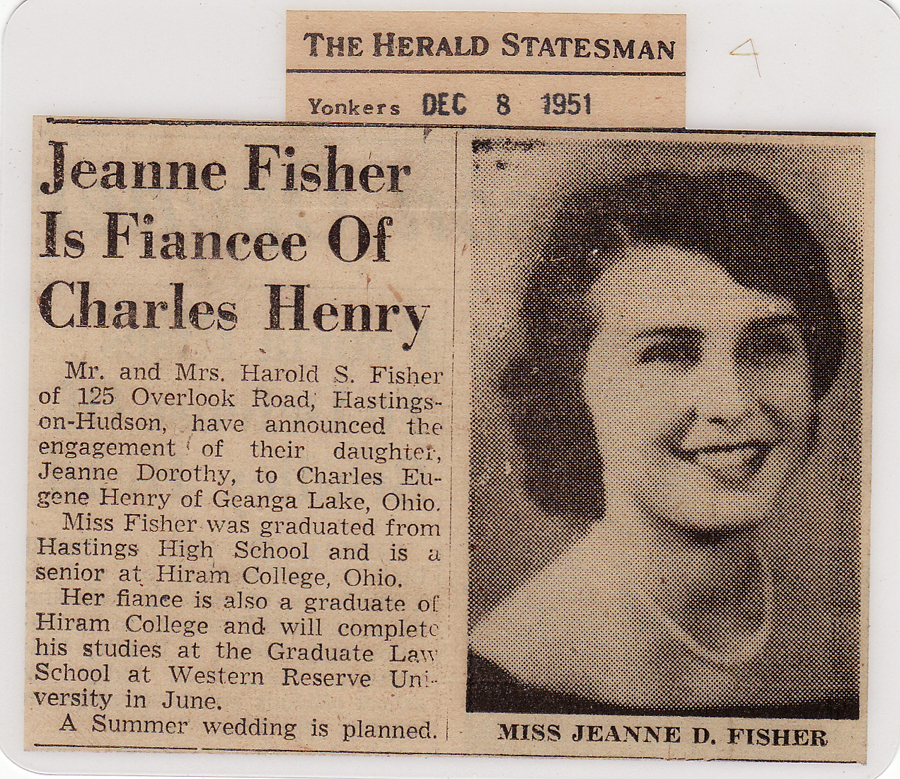 THE HERALD STATESMAN
4
Yonkers DEC 8 1951
Jeanne Fisher
Is Fiancee Of
Charles Henry
Mr. and Mrs. Harold S. Fisher
of 125 Overlook Road, Hastings-
on-Hudson, have announced the
engagement of their daughter,
Jeanne Dorothy, to Charles Eu-
gene Henry of Geanga Lake, Ohio.
Miss Fisher was graduated from
Hastings High School and is a
senior at Hiram College, Ohio.
Her fiance is also a graduate of
Hiram College and will complete
his studies at the Graduate Law
School at Western Reserve Uni-
versity in June.
A Summer wedding is planned.
MISS JEANNE D. FISHER